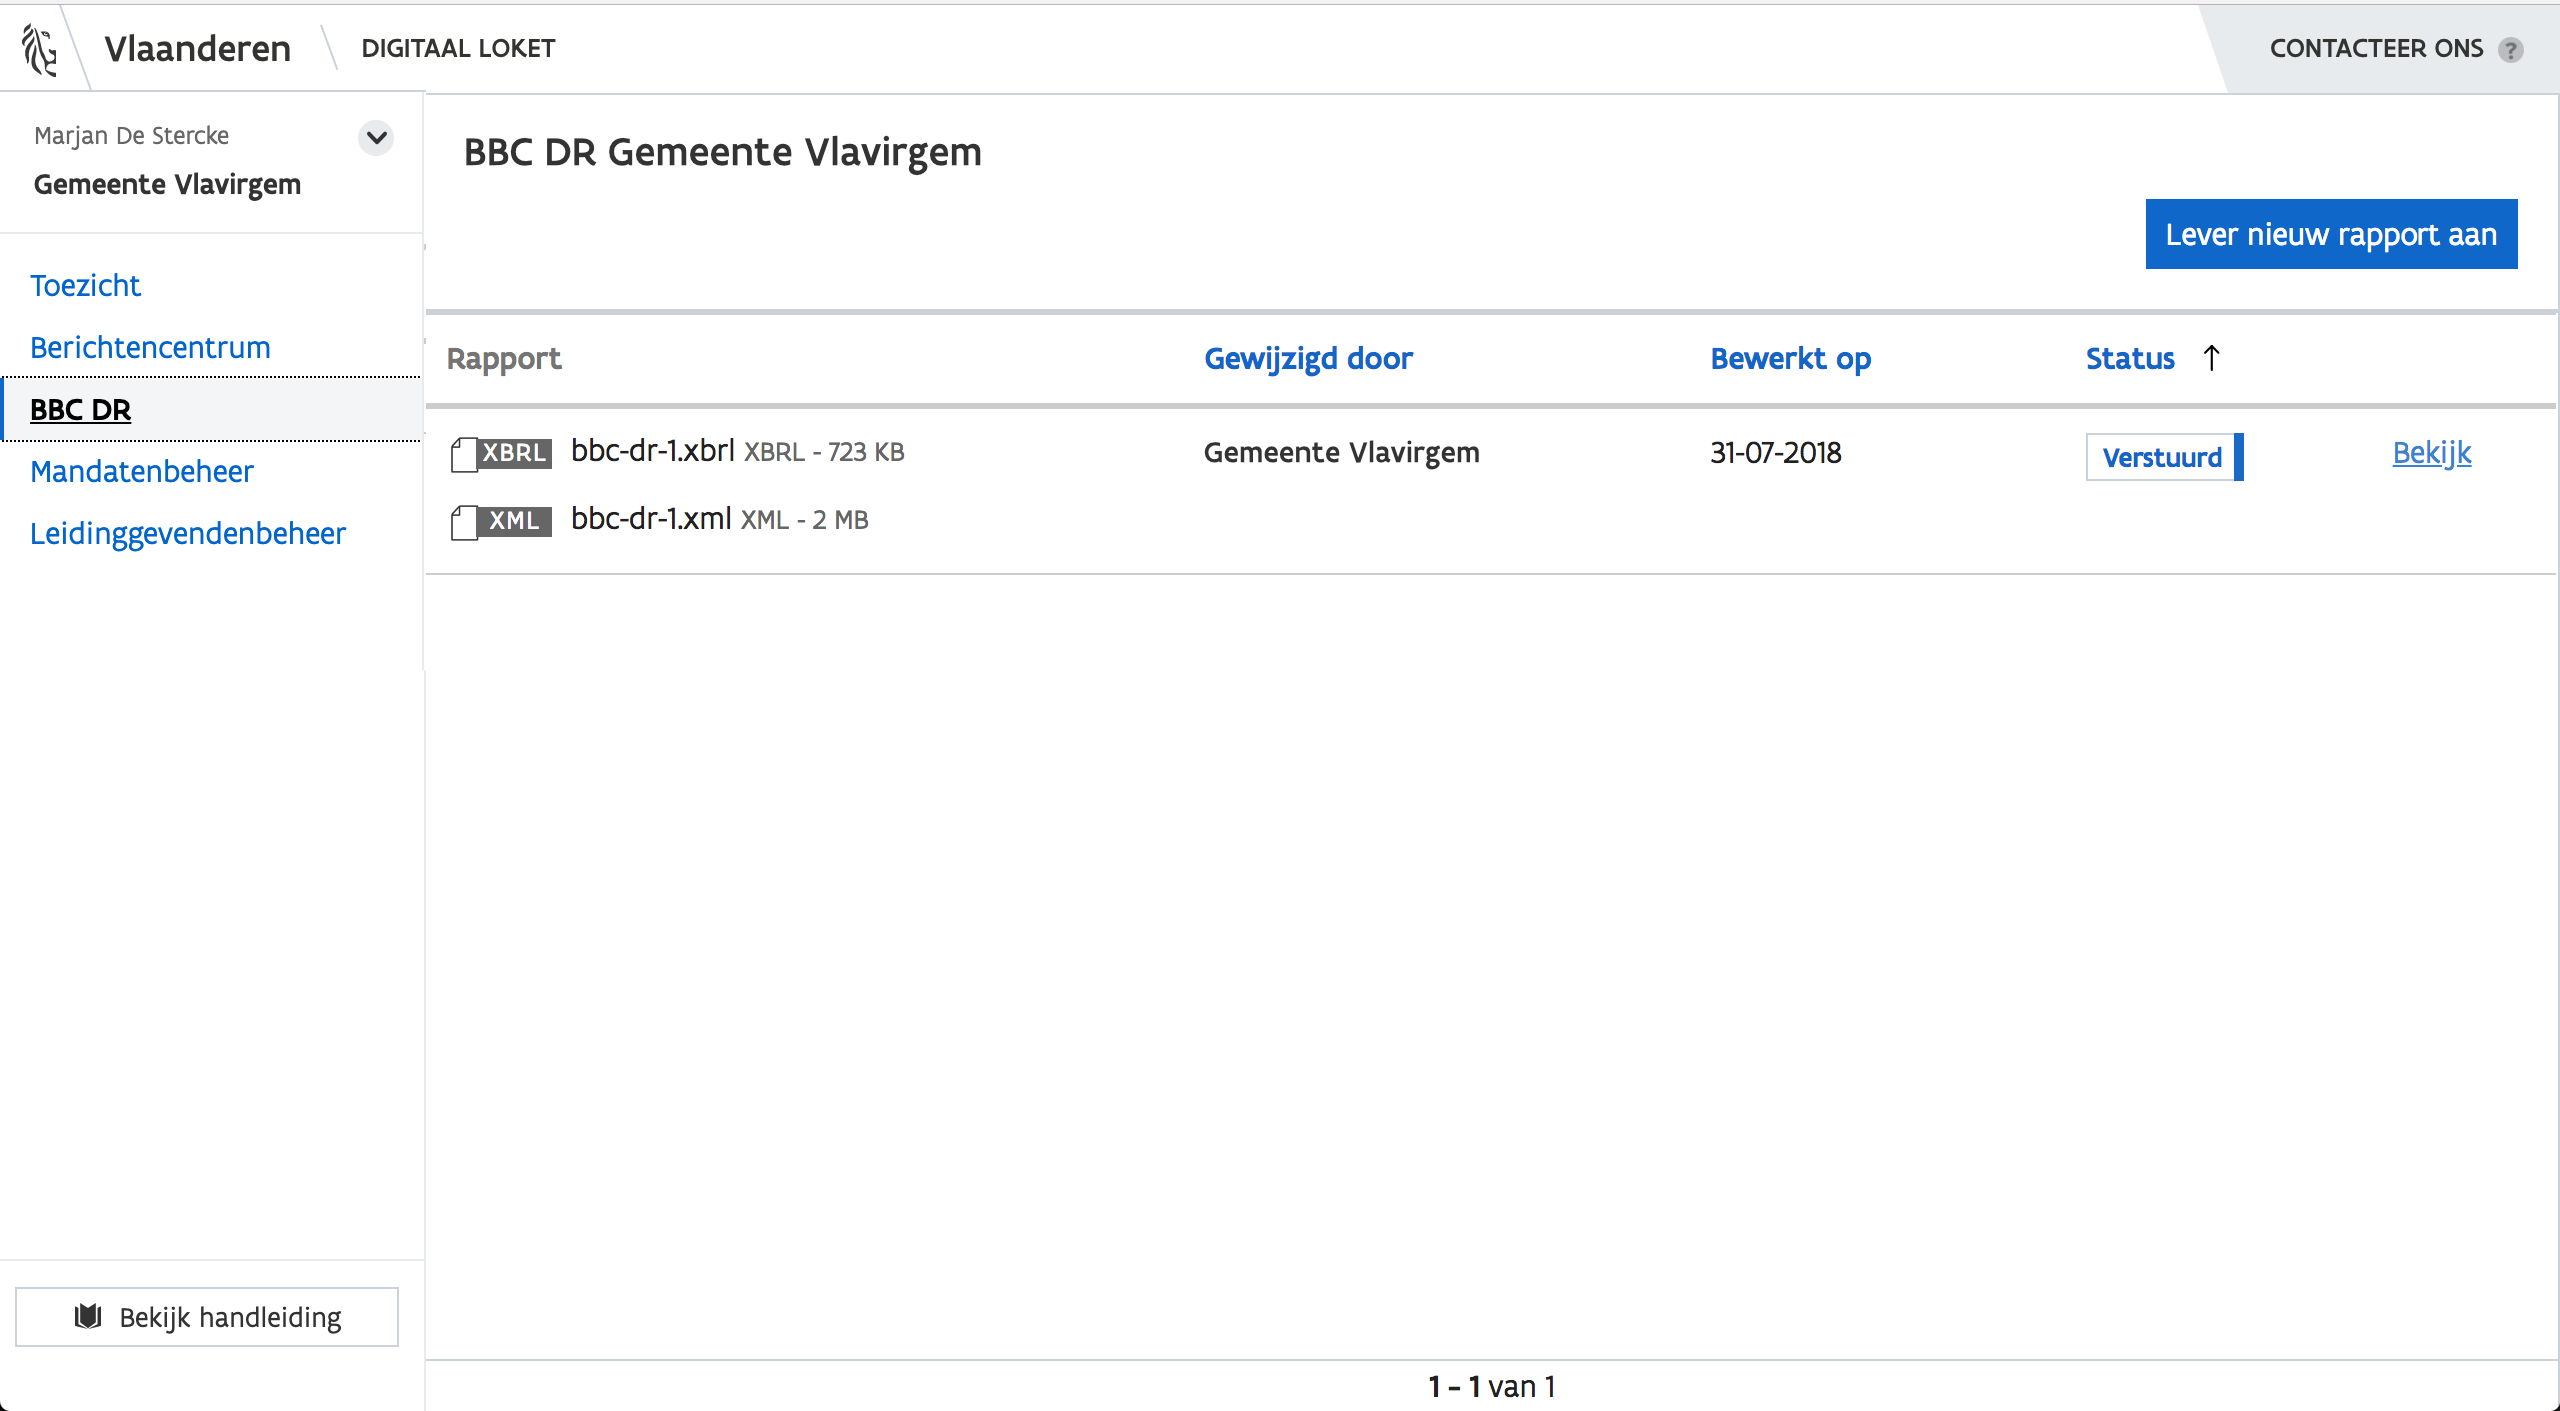 Vlaanderen
DIGITAAL LOKET
CONTACTEER ONS ?
Marjan De Stercke
Gemeente Vlavirgem
Toezicht
Berichtencentrum
BBC DR
Mandatenbeheer
Leidinggevendenbeheer
Bekijk handleiding
BBC DR Gemeente Vlavirgem
Lever nieuw rapport aan
Rapport Gewijzigd door Bewerkt op Status ↑
XBRL bbc-dr-1.xbrl XBRL - 723 KB Gemeente Vlavirgem 31-07-2018 Verstuurd Bekijk
XML bbc-dr-1.xml XML - 2 MB
1 - 1 van 1